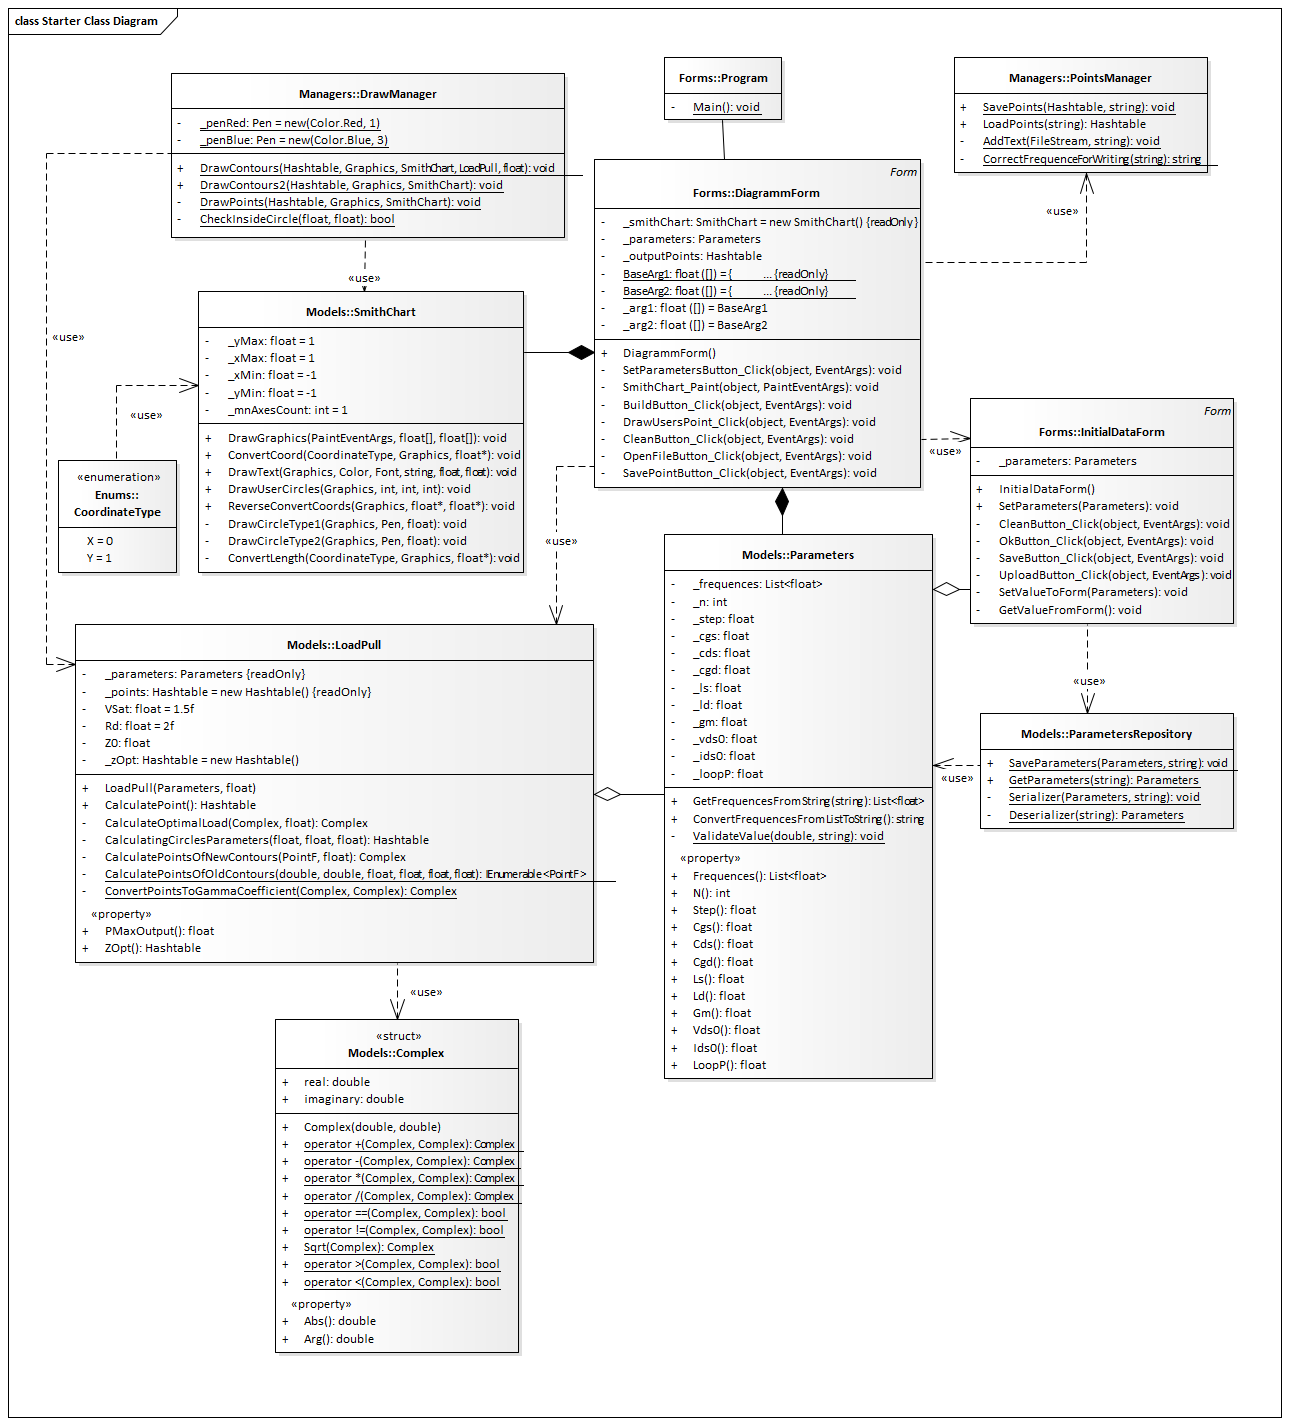 class Starter Class Diagram
Managers::DrawManager
- _penRed: Pen = new(Color.Red, 1)
- _penBlue: Pen = new(Color.Blue, 3)
+ DrawContours(Hashtable, Graphics, SmithChart, LoadPull, float): void
+ DrawContours2(Hashtable, Graphics, SmithChart): void
- DrawPoints(Hashtable, Graphics, SmithChart): void
- CheckInsideCircle(float, float): bool
Forms::Program
- Main(): void
Managers::PointsManager
+ SavePoints(Hashtable, string): void
+ LoadPoints(string): Hashtable
- AddText(FileStream, string): void
- CorrectFrequenceForWriting(string): string
Form
Forms::DiagrammForm
- _smithChart: SmithChart = new SmithChart() {readOnly}
- _parameters: Parameters
- _outputPoints: Hashtable
- BaseArg1: float ([]) = { ... {readOnly}
- BaseArg2: float ([]) = { ... {readOnly}
- _arg1: float ([]) = BaseArg1
- _arg2: float ([]) = BaseArg2
+ DiagrammForm()
- SetParametersButton_Click(object, EventArgs): void
- SmithChart_Paint(object, PaintEventArgs): void
- BuildButton_Click(object, EventArgs): void
- DrawUsersPoint_Click(object, EventArgs): void
- CleanButton_Click(object, EventArgs): void
- OpenFileButton_Click(object, EventArgs): void
- SavePointButton_Click(object, EventArgs): void
«use»
«use»
«use»
Models::SmithChart
- _yMax: float = 1
- _xMax: float = 1
- _xMin: float = -1
- _yMin: float = -1
- _mnAxesCount: int = 1
+ DrawGraphics(PaintEventArgs, float[], float[]): void
+ ConvertCoord(CoordinateType, Graphics, float*): void
+ DrawText(Graphics, Color, Font, string, float, float): void
+ DrawUserCircles(Graphics, int, int, int): void
+ ReverseConvertCoords(Graphics, float*, float*): void
- DrawCircleType1(Graphics, Pen, float): void
- DrawCircleType2(Graphics, Pen, float): void
- ConvertLength(CoordinateType, Graphics, float*): void
«use»
«enumeration»
Enums::
CoordinateType
X = 0
Y = 1
«use»
Form
Forms::InitialDataForm
- _parameters: Parameters
+ InitialDataForm()
+ SetParameters(Parameters): void
- CleanButton_Click(object, EventArgs): void
- OkButton_Click(object, EventArgs): void
- SaveButton_Click(object, EventArgs): void
- UploadButton_Click(object, EventArgs): void
- SetValueToForm(Parameters): void
- GetValueFromForm(): void
«use»
Models::Parameters
- _frequences: List<float>
- _n: int
- _step: float
- _cgs: float
- _cds: float
- _cgd: float
- _ls: float
- _ld: float
- _gm: float
- _vds0: float
- _ids0: float
- _loopP: float
+ GetFrequencesFromString(string): List<float>
+ ConvertFrequencesFromListToString(): string
- ValidateValue(double, string): void
«property»
+ Frequences(): List<float>
+ N(): int
+ Step(): float
+ Cgs(): float
+ Cds(): float
+ Cgd(): float
+ Ls(): float
+ Ld(): float
+ Gm(): float
+ Vds0(): float
+ Ids0(): float
+ LoopP(): float
«use»
Models::ParametersRepository
+ SaveParameters(Parameters, string): void
+ GetParameters(string): Parameters
- Serializer(Parameters, string): void
- Deserializer(string): Parameters
«use»
Models::LoadPull
- _parameters: Parameters {readOnly}
- _points: Hashtable = new Hashtable() {readOnly}
- VSat: float = 1.5f
- Rd: float = 2f
- Z0: float
- _zOpt: Hashtable = new Hashtable()
+ LoadPull(Parameters, float)
+ CalculatePoint(): Hashtable
- CalculateOptimalLoad(Complex, float): Complex
- CalculatingCirclesParameters(float, float, float): Hashtable
- CalculatePointsOfNewContours(PointF, float): Complex
- CalculatePointsOfOldContours(double, double, float, float, float, float): IEnumerable<PointF>
- ConvertPointsToGammaCoefficient(Complex, Complex): Complex
«property»
+ PMaxOutput(): float
+ ZOpt(): Hashtable
«use»
«struct»
Models::Complex
+ real: double
+ imaginary: double
+ Complex(double, double)
+ operator +(Complex, Complex): Complex
+ operator -(Complex, Complex): Complex
+ operator *(Complex, Complex): Complex
+ operator /(Complex, Complex): Complex
+ operator ==(Complex, Complex): bool
+ operator !=(Complex, Complex): bool
+ Sqrt(Complex): Complex
+ operator >(Complex, Complex): bool
+ operator <(Complex, Complex): bool
«property»
+ Abs(): double
+ Arg(): double